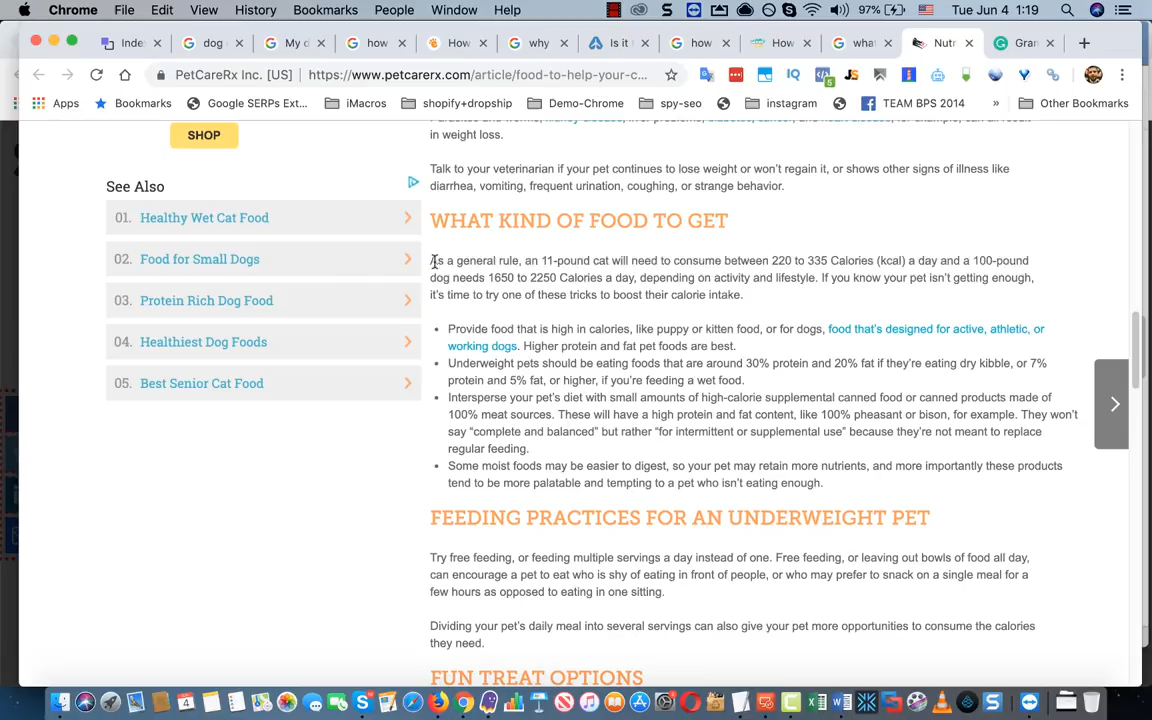 Chrome File Edit View History Bookmarks People Window Help 97% Tue Jun 4 1:19
Inde dog My d how How why Is it how How what Nutr Gran
PetCareRx Inc. [US] https://www.petcarerx.com/article/food-to-help-your-c...
Apps Bookmarks Google SERPs Ext... iMacros shopify+dropship Demo-Chrome spy-seo instagram TEAM BPS 2014 » Other Bookmarks
SHOP
See Also
01. Healthy Wet Cat Food
02. Food for Small Dogs
03. Protein Rich Dog Food
04. Healthiest Dog Foods
05. Best Senior Cat Food
in weight loss.
Talk to your veterinarian if your pet continues to lose weight or won't regain it, or shows other signs of illness like
diarrhea, vomiting, frequent urination, coughing, or strange behavior.
WHAT KIND OF FOOD TO GET
As a general rule, an 11-pound cat will need to consume between 220 to 335 Calories (kcal) a day and a 100-pound
dog needs 1650 to 2250 Calories a day, depending on activity and lifestyle. If you know your pet isn't getting enough,
it's time to try one of these tricks to boost their calorie intake.
• Provide food that is high in calories, like puppy or kitten food, or for dogs, food that's designed for active, athletic, or
working dogs. Higher protein and fat pet foods are best.
• Underweight pets should be eating foods that are around 30% protein and 20% fat if they're eating dry kibble, or 7%
protein and 5% fat, or higher, if you're feeding a wet food.
• Intersperse your pet's diet with small amounts of high-calorie supplemental canned food or canned products made of
100% meat sources. These will have a high protein and fat content, like 100% pheasant or bison, for example. They won't
say "complete and balanced" but rather "for intermittent or supplemental use" because they're not meant to replace
regular feeding.
• Some moist foods may be easier to digest, so your pet may retain more nutrients, and more importantly these products
tend to be more palatable and tempting to a pet who isn't eating enough.
FEEDING PRACTICES FOR AN UNDERWEIGHT PET
Try free feeding, or feeding multiple servings a day instead of one. Free feeding, or leaving out bowls of food all day,
can encourage a pet to eat who is shy of eating in front of people, or who may prefer to snack on a single meal for a
few hours as opposed to eating in one sitting.
Dividing your pet's daily meal into several servings can also give your pet more opportunities to consume the calories
they need.
FUN TREAT OPTIONS